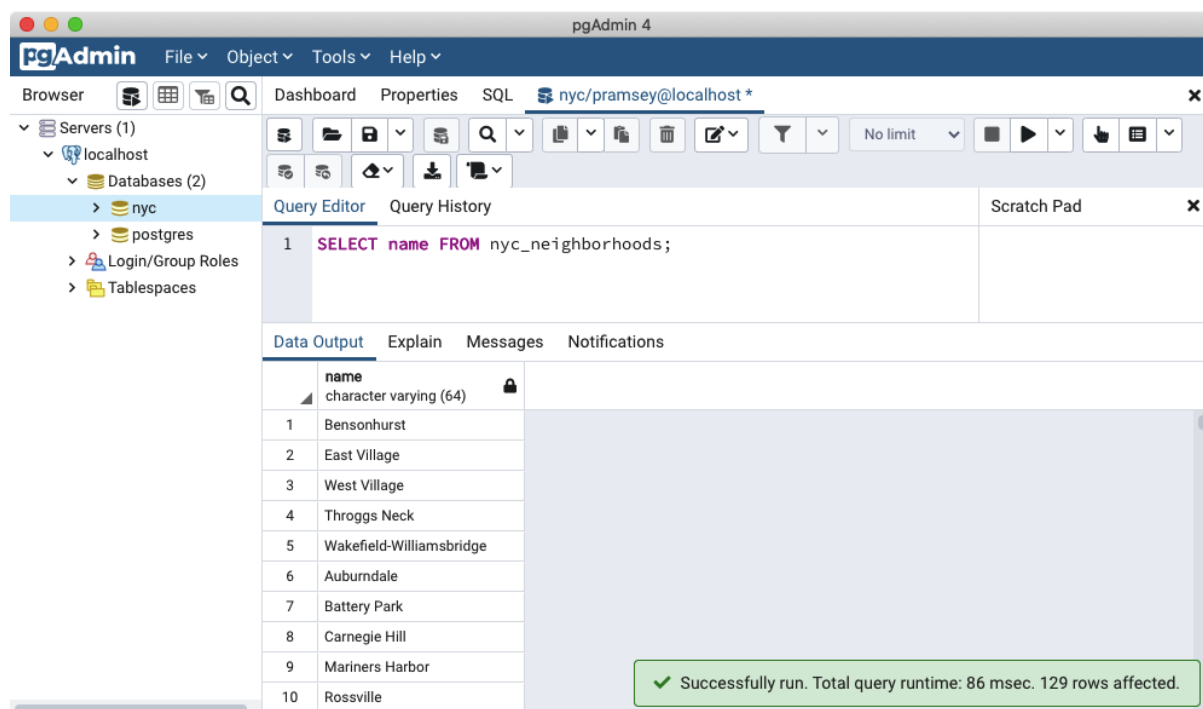 pgAdmin 4
pgAdmin File Object Tools Help
Browser Dashboard Properties SQL nyc/pramsey@localhost *
Servers (1)
localhost
Databases (2)
nyc
postgres
Login/Group Roles
Tablespaces
No limit
Query Editor Query History Scratch Pad
1 SELECT name FROM nyc_neighborhoods;
Data Output Explain Messages Notifications
name
character varying (64)
1 Bensonhurst
2 East Village
3 West Village
4 Throggs Neck
5 Wakefield-Williamsbridge
6 Auburndale
7 Battery Park
8 Carnegie Hill
9 Mariners Harbor
10 Rossville
Successfully run. Total query runtime: 86 msec. 129 rows affected.